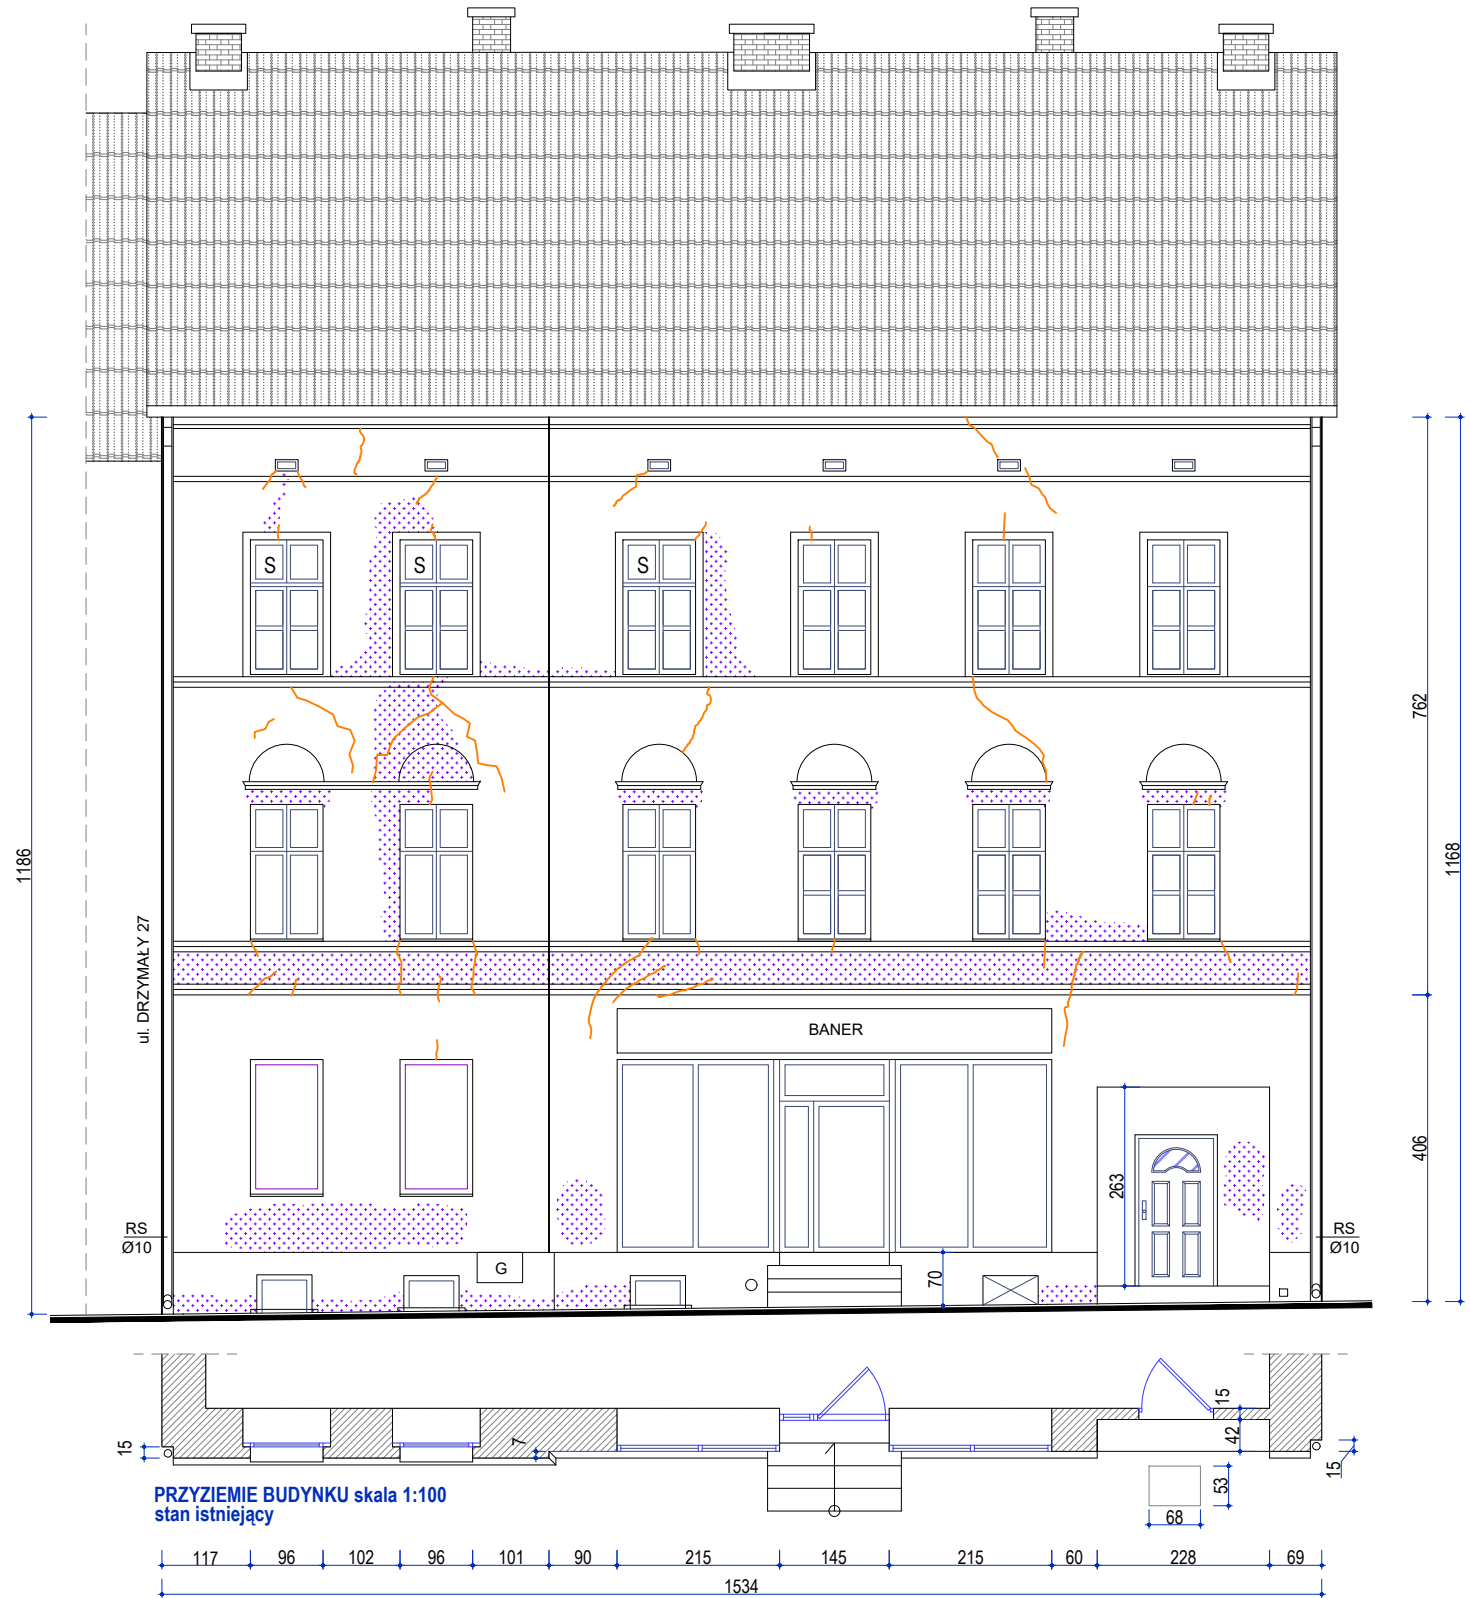 S
S
S
762
1186
1168
ul. DRZYMAŁY 27
BANER
406
263
RS
Ø10
RS
Ø10
G
70
15
7
15
42
15
53
68
PRZYZIEMIE BUDYNKU skala 1:100
stan istniejący
117 96 102 96 101 90 215 145 215 60 228 69
1534